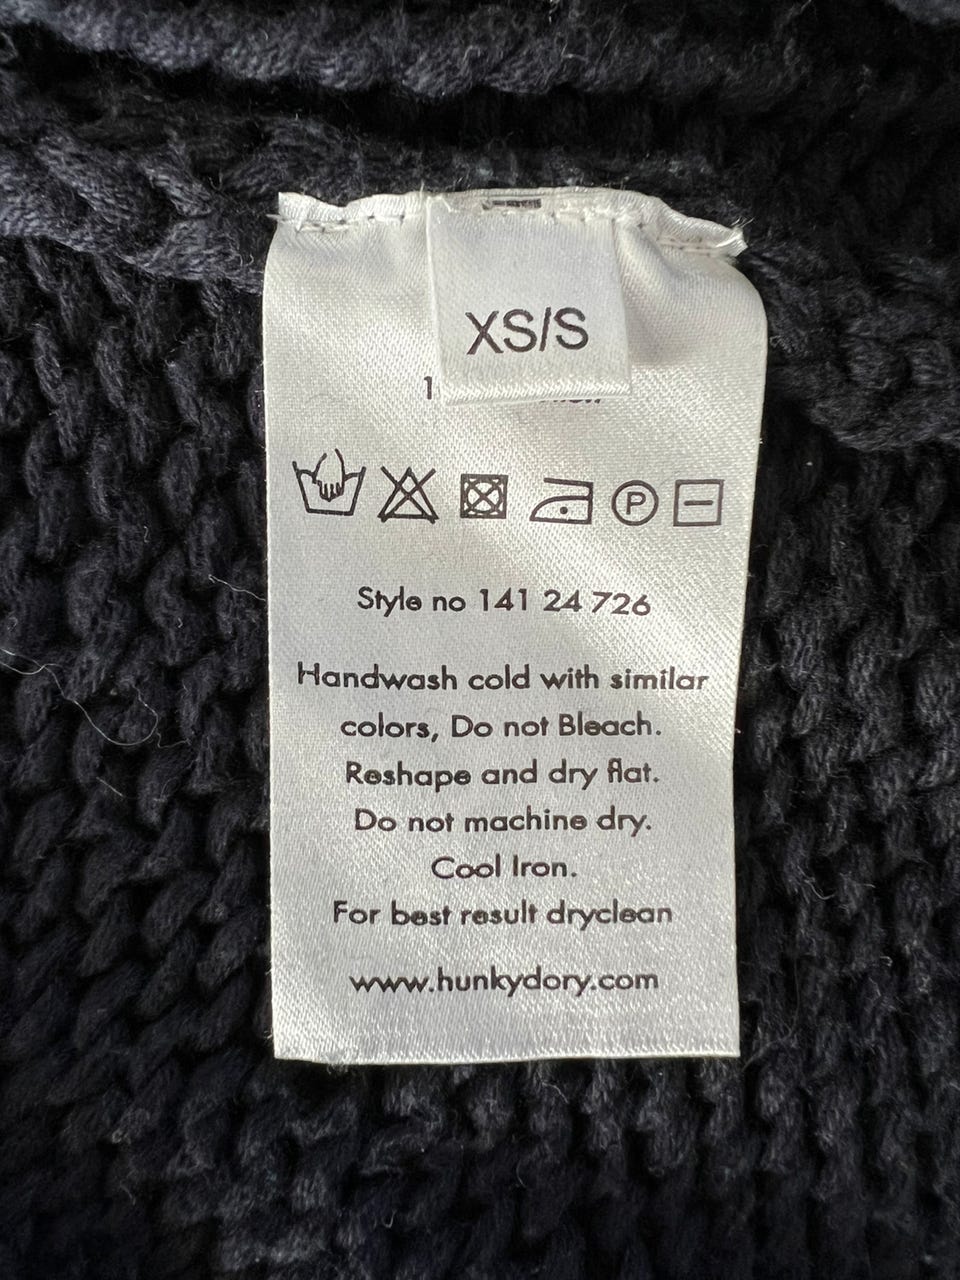 XS/S
1
P
Style no 141 24 726
Handwash cold with similar
colors, Do not Bleach.
Reshape and dry flat.
Do not machine dry.
Cool Iron.
For best result dryclean
www.hunkydory.com